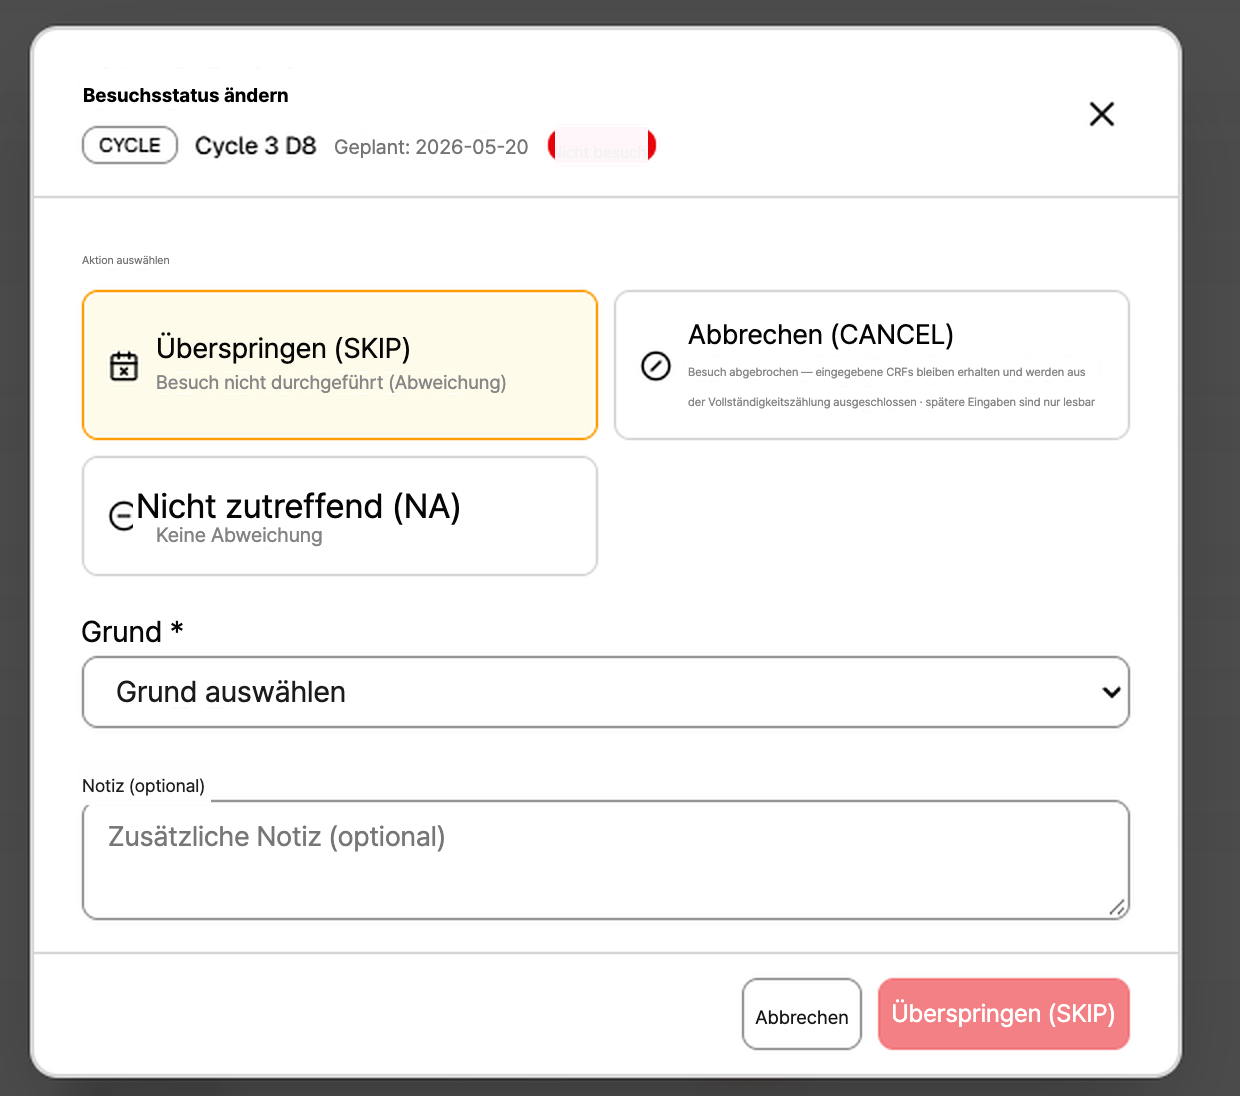 Besuchsstatus ändern
CYCLE Cycle 3 D8 Geplant: 2026-05-20
Aktion auswählen
Überspringen (SKIP)
Besuch nicht durchgeführt (Abweichung)
Abbrechen (CANCEL)
Besuch abgebrochen — eingegebene CRFs bleiben erhalten und werden aus
der Vollständigkeitszählung ausgeschlossen · spätere Eingaben sind nur lesbar
Nicht zutreffend (NA)
Keine Abweichung
Grund *
Grund auswählen
Notiz (optional)
Zusätzliche Notiz (optional)
Abbrechen
Überspringen (SKIP)